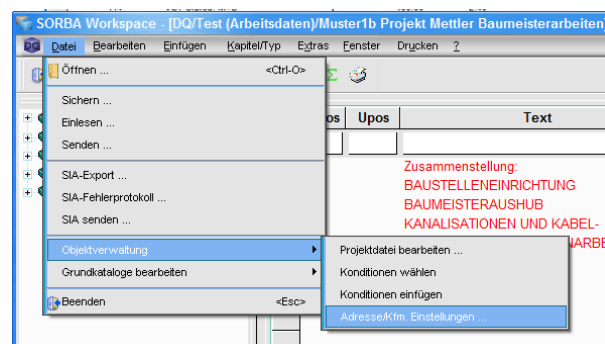 SORBA Workspace - [DQ/Test (Arbeitsdaten)/Muster1b Projekt Mettler Baumeisterarbeiten]
Datei Bearbeiten Einfügen Kapitel/Typ Extras Fenster Drucken ?
Öffnen ... <Ctrl-O>
Sichern ...
Einlesen ...
Senden ...
SIA-Export ...
SIA-Fehlerprotokoll ...
SIA senden ...
Objektverwaltung
Grundkataloge bearbeiten
Beenden <Esc>
Projektdatei bearbeiten ...
Konditionen wählen
Konditionen einfügen
Adresse/Kfm. Einstellungen ...
os Upos Text
Zusammenstellung:
BAUSTELLENEINRICHTUNG
BAUMEISTERAUSHUB
KANALISATIONEN UND KABEL-
NARBE